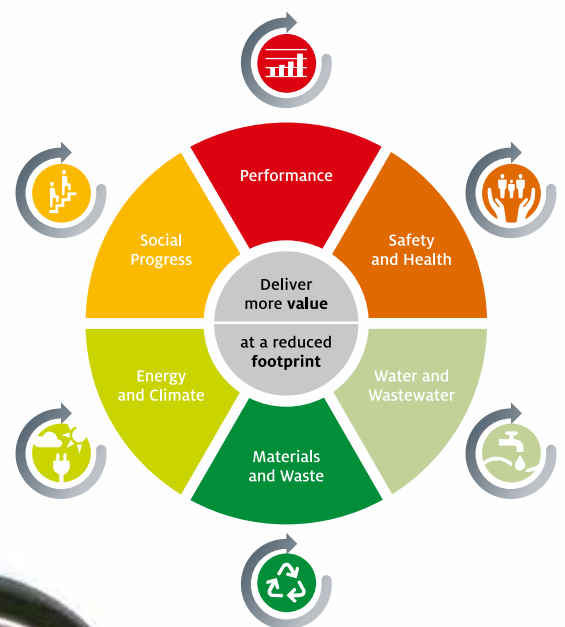 Performance
Social
Progress
Safety
and Health
Deliver
more value
at a reduced
footprint
Energy
and Climate
Water and
Wastewater
Materials
and Waste